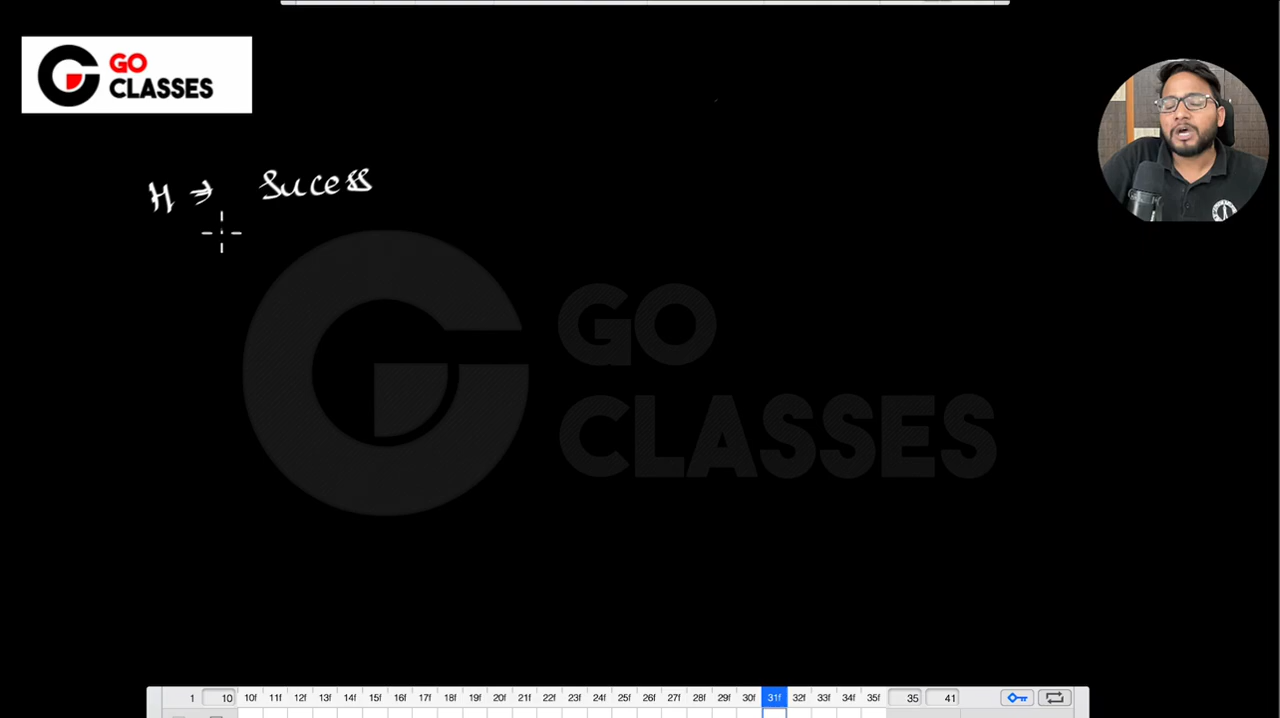 GO
CLASSES
H ⇒ Sucess
GO
CLASSES
1 10 10f 11f 12f 13f 14f 15f 16f 17f 18f 19f 20f 21f 22f 23f 24f 25f 26f 27f 28f 29f 30f 31f 32f 33f 34f 35f 35 41